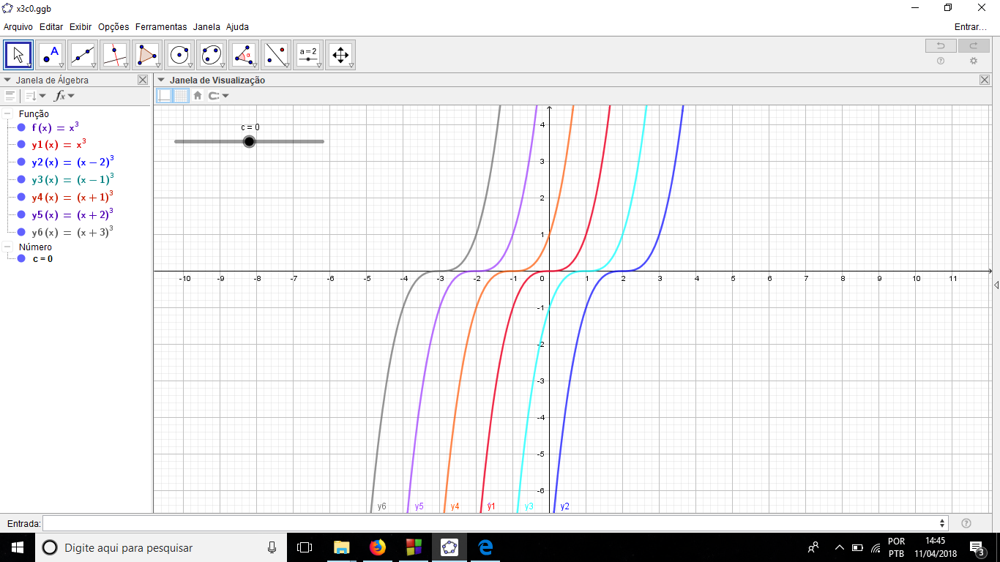 x3c0.ggb
Arquivo Editar Exibir Opções Ferramentas Janela Ajuda Entrar...
A α a = 2
Janela de Álgebra Janela de Visualização
fx
Função
f(x) = x³
y1(x) = x³
y2(x) = (x − 2)³
y3(x) = (x − 1)³
y4(x) = (x + 1)³
y5(x) = (x + 2)³
y6(x) = (x + 3)³
Número
c = 0
c = 0
4
3
2
1
-10 -9 -8 -7 -6 -5 -4 -3 -2 -1 0 1 2 3 4 5 6 7 8 9 10 11
-1
-2
-3
-4
-5
-6
y6 y5 y4 y1 y3 y2
Entrada:
Digite aqui para pesquisar
POR 14:45
PTB 11/04/2018 3